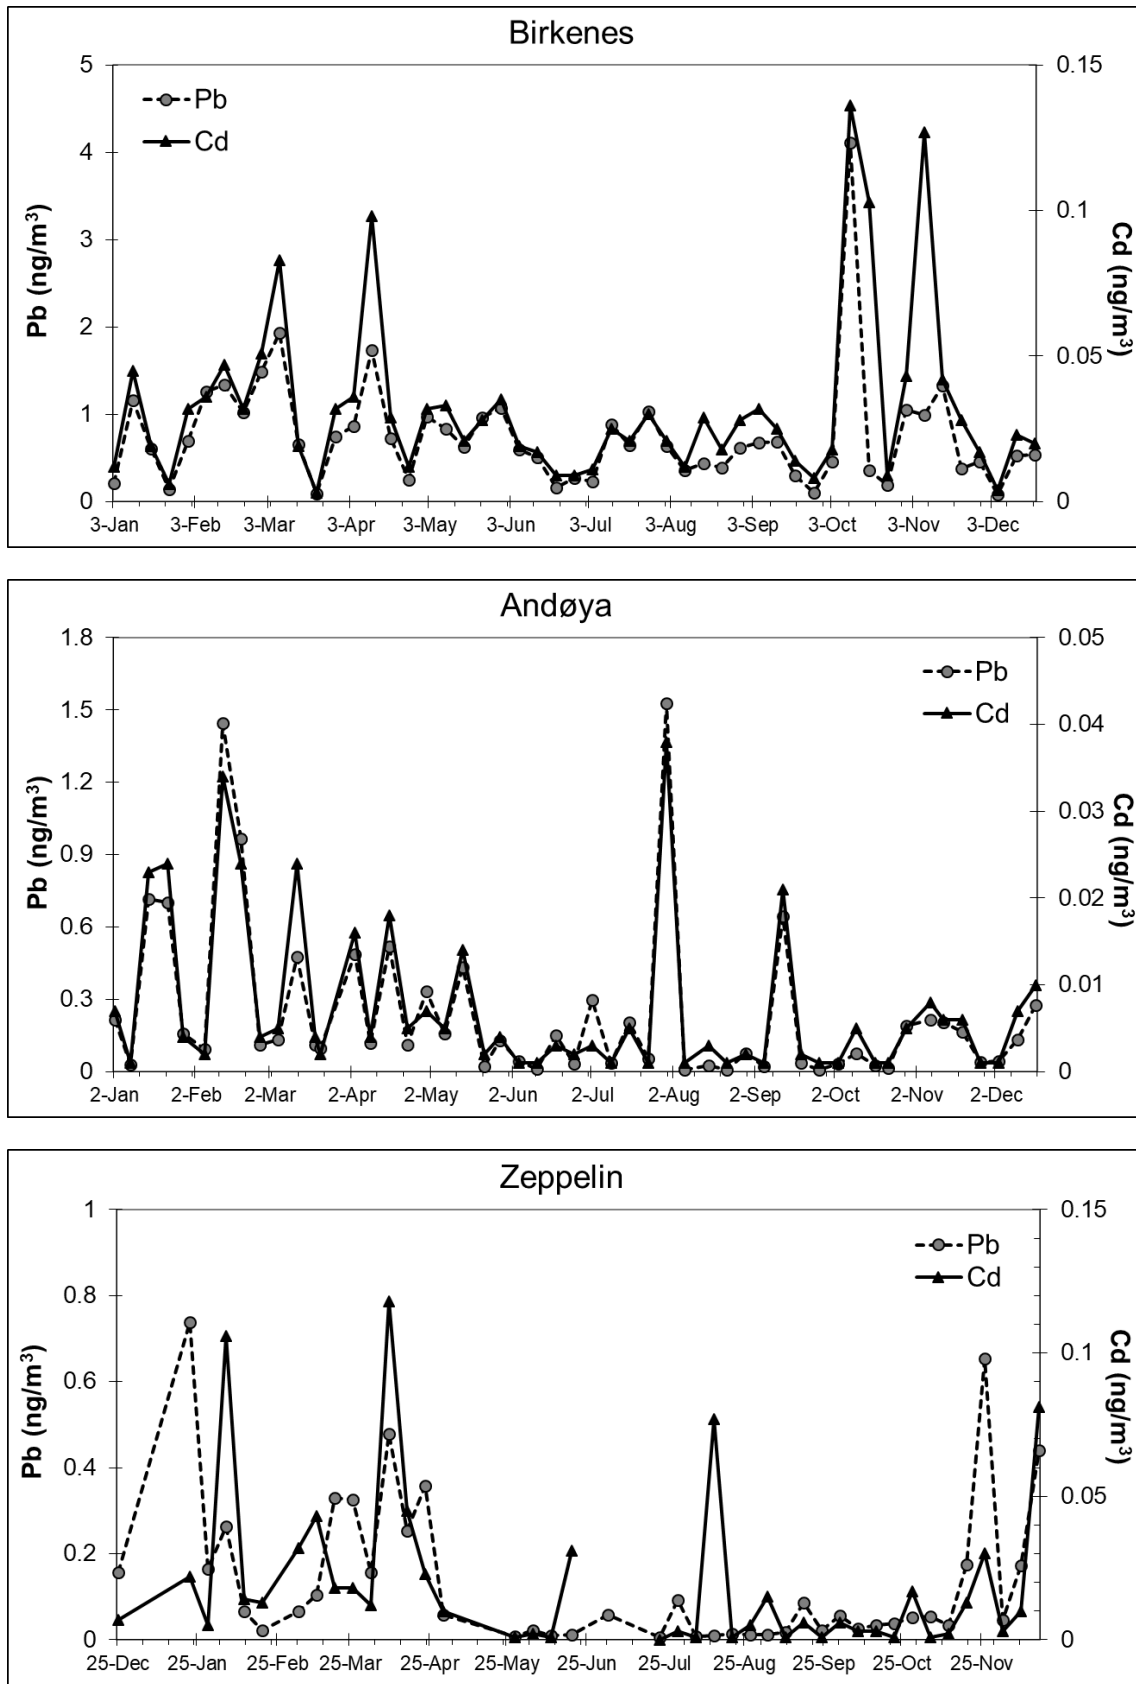 Birkenes
5
4
3
2
1
0
Pb (ng/m³)
Pb
Cd
0.15
0.1
0.05
0
Cd (ng/m³)
3-Jan 3-Feb 3-Mar 3-Apr 3-May 3-Jun 3-Jul 3-Aug 3-Sep 3-Oct 3-Nov 3-Dec
Andøya
1.8
1.5
1.2
0.9
0.6
0.3
0
Pb (ng/m³)
Pb
Cd
0.05
0.04
0.03
0.02
0.01
0
Cd (ng/m³)
2-Jan 2-Feb 2-Mar 2-Apr 2-May 2-Jun 2-Jul 2-Aug 2-Sep 2-Oct 2-Nov 2-Dec
Zeppelin
1
0.8
0.6
0.4
0.2
0
Pb (ng/m³)
Pb
Cd
0.15
0.1
0.05
0
Cd (ng/m³)
25-Dec 25-Jan 25-Feb 25-Mar 25-Apr 25-May 25-Jun 25-Jul 25-Aug 25-Sep 25-Oct 25-Nov